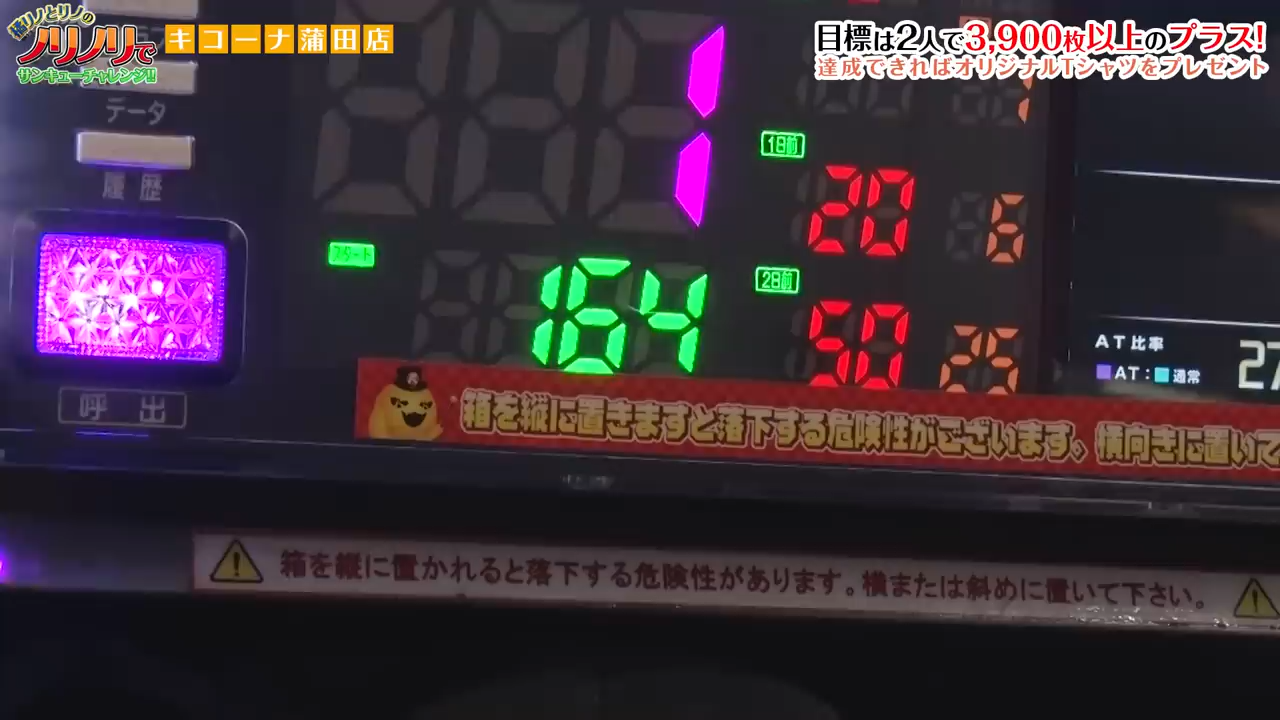 ノリノリで
サンキューチャレンジ!!
キコーナ蒲田店
目標は2人で3,900枚以上のプラス!
達成できればオリジナルTシャツをプレゼント
データ
履歴
呼出
1
スタート
164
1日前
20 6
2日前
50 25
AT比率
AT:通常
27
箱を縦に置きますと落下する危険性がございます。横向きに置いて
箱を縦に置かれると落下する危険性があります。横または斜めに置いて下さい。